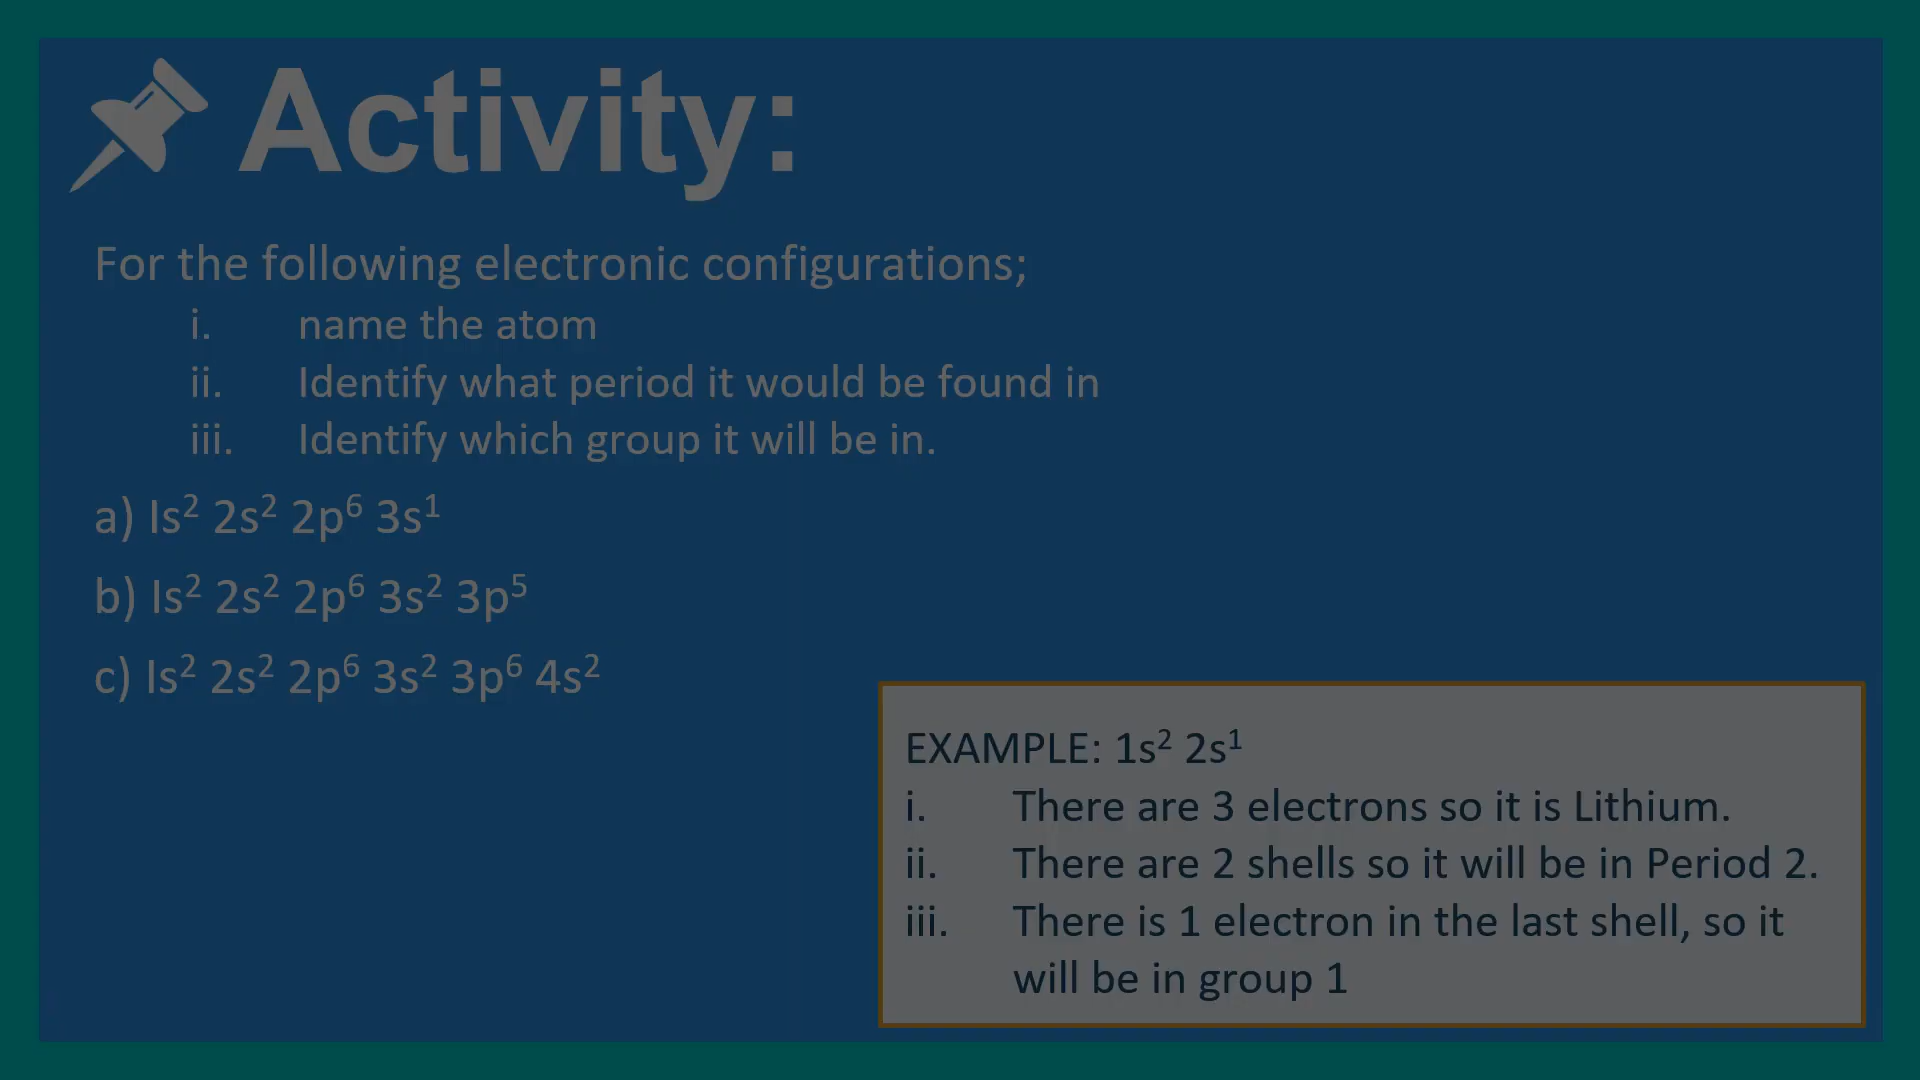 Activity:
For the following electronic configurations;
i. name the atom
ii. Identify what period it would be found in
iii. Identify which group it will be in.
a) Is² 2s² 2p⁶ 3s¹
b) Is² 2s² 2p⁶ 3s² 3p⁵
c) Is² 2s² 2p⁶ 3s² 3p⁶ 4s²
EXAMPLE: 1s² 2s¹
i. There are 3 electrons so it is Lithium.
ii. There are 2 shells so it will be in Period 2.
iii. There is 1 electron in the last shell, so it
will be in group 1